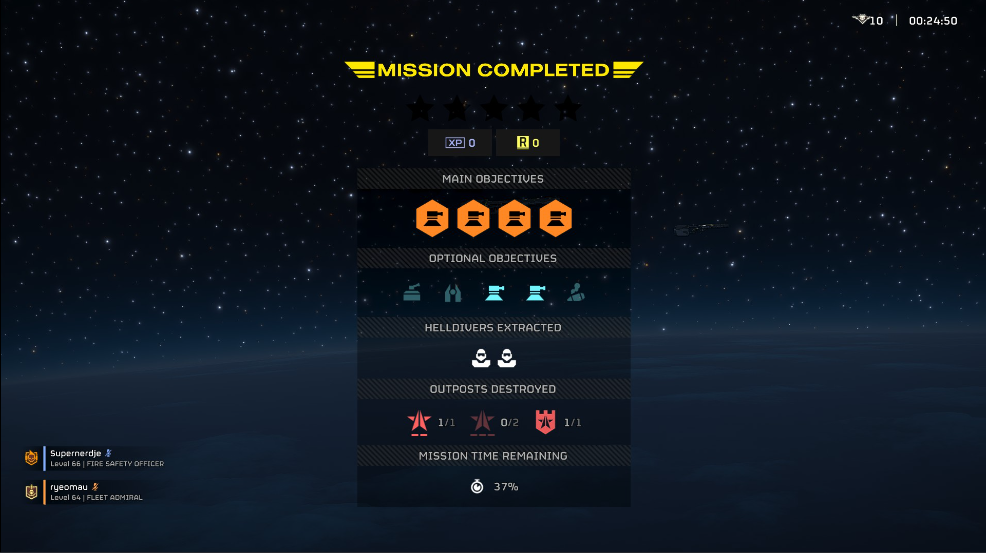 10 | 00:24:50
MISSION COMPLETED
XP 0 R 0
MAIN OBJECTIVES
OPTIONAL OBJECTIVES
HELLDIVERS EXTRACTED
OUTPOSTS DESTROYED
1/1 0/2 1/1
MISSION TIME REMAINING
37%
Supernerdje
Level 66 | FIRE SAFETY OFFICER
ryeomau
Level 64 | FLEET ADMIRAL